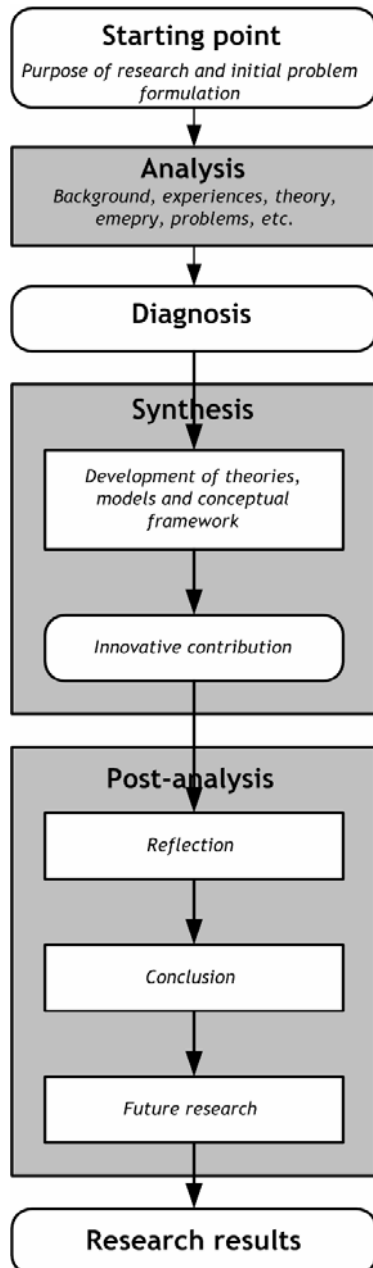 Starting point
Purpose of research and initial problem
formulation
Analysis
Background, experiences, theory,
emepry, problems, etc.
Diagnosis
Synthesis
Development of theories,
models and conceptual
framework
Innovative contribution
Post-analysis
Reflection
Conclusion
Future research
Research results